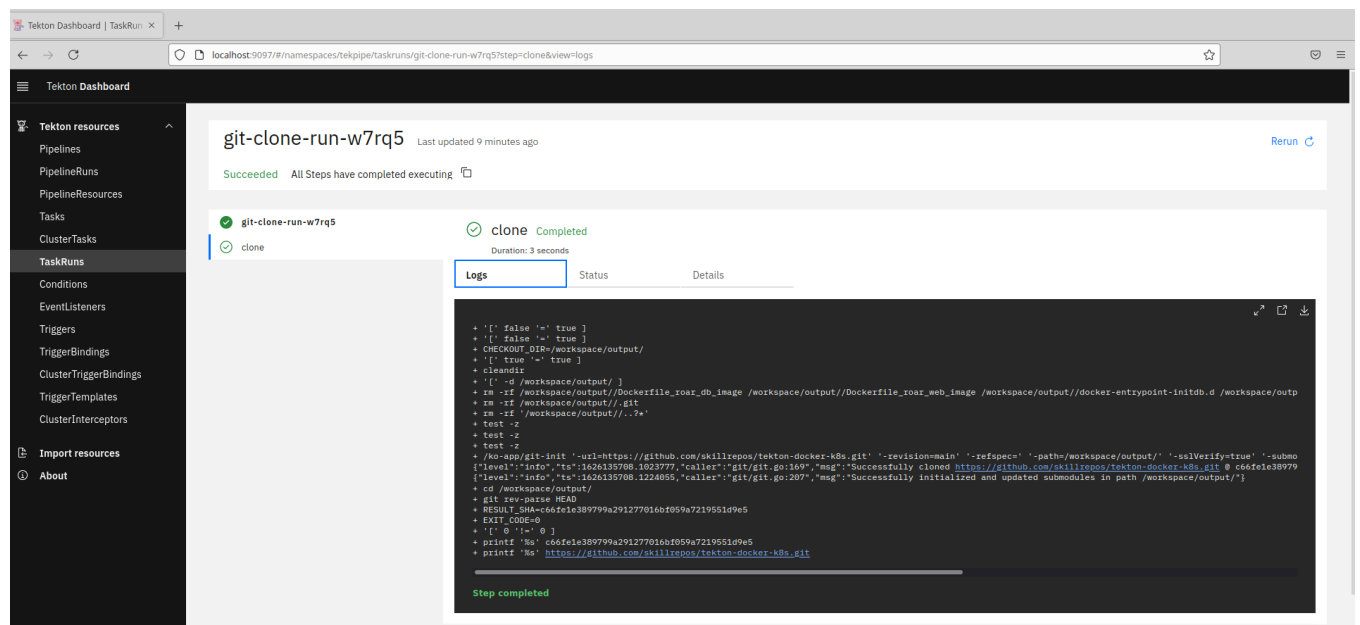 Tekton Dashboard | TaskRun
localhost:9097/#/namespaces/tekpipe/taskruns/git-clone-run-w7rq5?step=clone&view=logs
Tekton Dashboard
Tekton resources
Pipelines
PipelineRuns
PipelineResources
Tasks
ClusterTasks
TaskRuns
Conditions
EventListeners
Triggers
TriggerBindings
ClusterTriggerBindings
TriggerTemplates
ClusterInterceptors
Import resources
About
git-clone-run-w7rq5 Last updated 9 minutes ago
Rerun
Succeeded All Steps have completed executing
git-clone-run-w7rq5
clone
clone Completed
Duration: 3 seconds
Logs Status Details
+ '[' false '=' true ]
+ '[' false '=' true ]
+ CHECKOUT_DIR=/workspace/output/
+ '[' true '=' true ]
+ cleandir
+ '[' -d /workspace/output/ ]
+ rm -rf /workspace/output//Dockerfile_roar_db_image /workspace/output//Dockerfile_roar_web_image /workspace/output//docker-entrypoint-initdb.d /workspace/outp
+ rm -rf /workspace/output//.git
+ rm -rf '/workspace/output//..?*'
+ test -z
+ test -z
+ test -z
+ /ko-app/git-init '-url=https://github.com/skillrepos/tekton-docker-k8s.git' '-revision=main' '-refspec=' '-path=/workspace/output/' '-sslVerify=true' '-submo
{"level":"info","ts":1626135708.1023777,"caller":"git/git.go:169","msg":"Successfully cloned https://github.com/skillrepos/tekton-docker-k8s.git @ c66fe1e38979
{"level":"info","ts":1626135708.1224055,"caller":"git/git.go:207","msg":"Successfully initialized and updated submodules in path /workspace/output/"}
+ cd /workspace/output/
+ git rev-parse HEAD
+ RESULT_SHA=c66fe1e389799a291277016bf059a7219551d9e5
+ EXIT_CODE=0
+ '[' 0 '!=' 0 ]
+ printf '%s' c66fe1e389799a291277016bf059a7219551d9e5
+ printf '%s' https://github.com/skillrepos/tekton-docker-k8s.git
Step completed